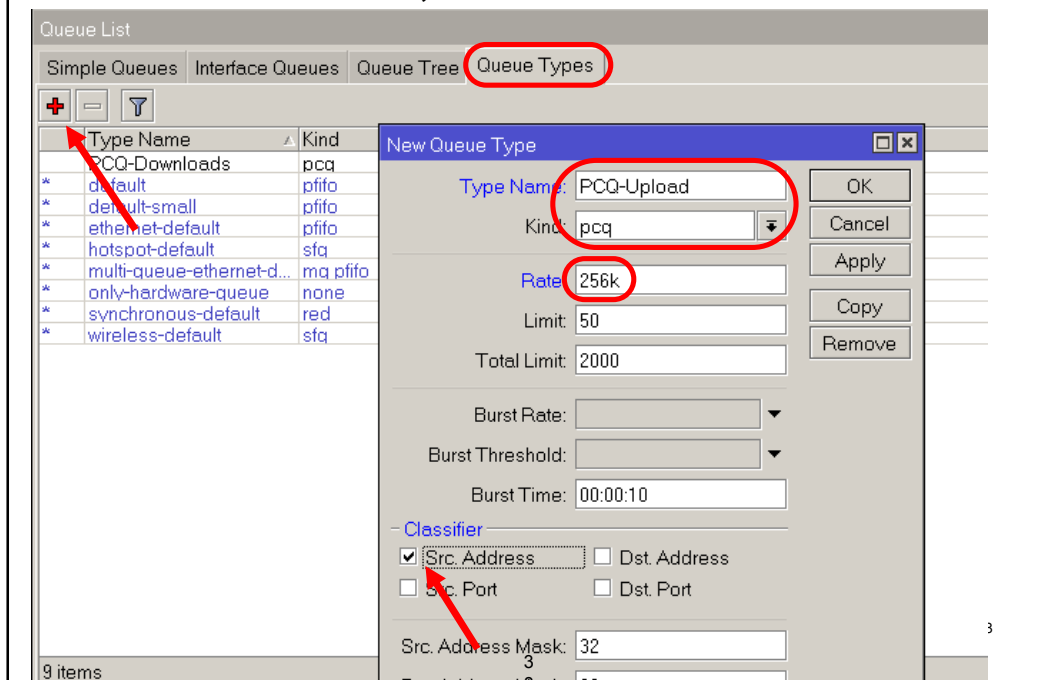 Queue List
Simple Queues Interface Queues Queue Tree Queue Types
Type Name Kind
PCQ-Downloads pcq
* default pfifo
* default-small pfifo
* ethernet-default pfifo
* hotspot-default sfq
* multi-queue-ethernet-d... mq pfifo
* only-hardware-queue none
* synchronous-default red
* wireless-default sfq
9 items
New Queue Type
Type Name: PCQ-Upload
Kind: pcq
Rate: 256k
Limit: 50
Total Limit: 2000
Burst Rate:
Burst Threshold:
Burst Time: 00:00:10
Classifier
Src. Address Dst. Address
Src. Port Dst. Port
Src. Address Mask: 32
OK
Cancel
Apply
Copy
Remove
3
3